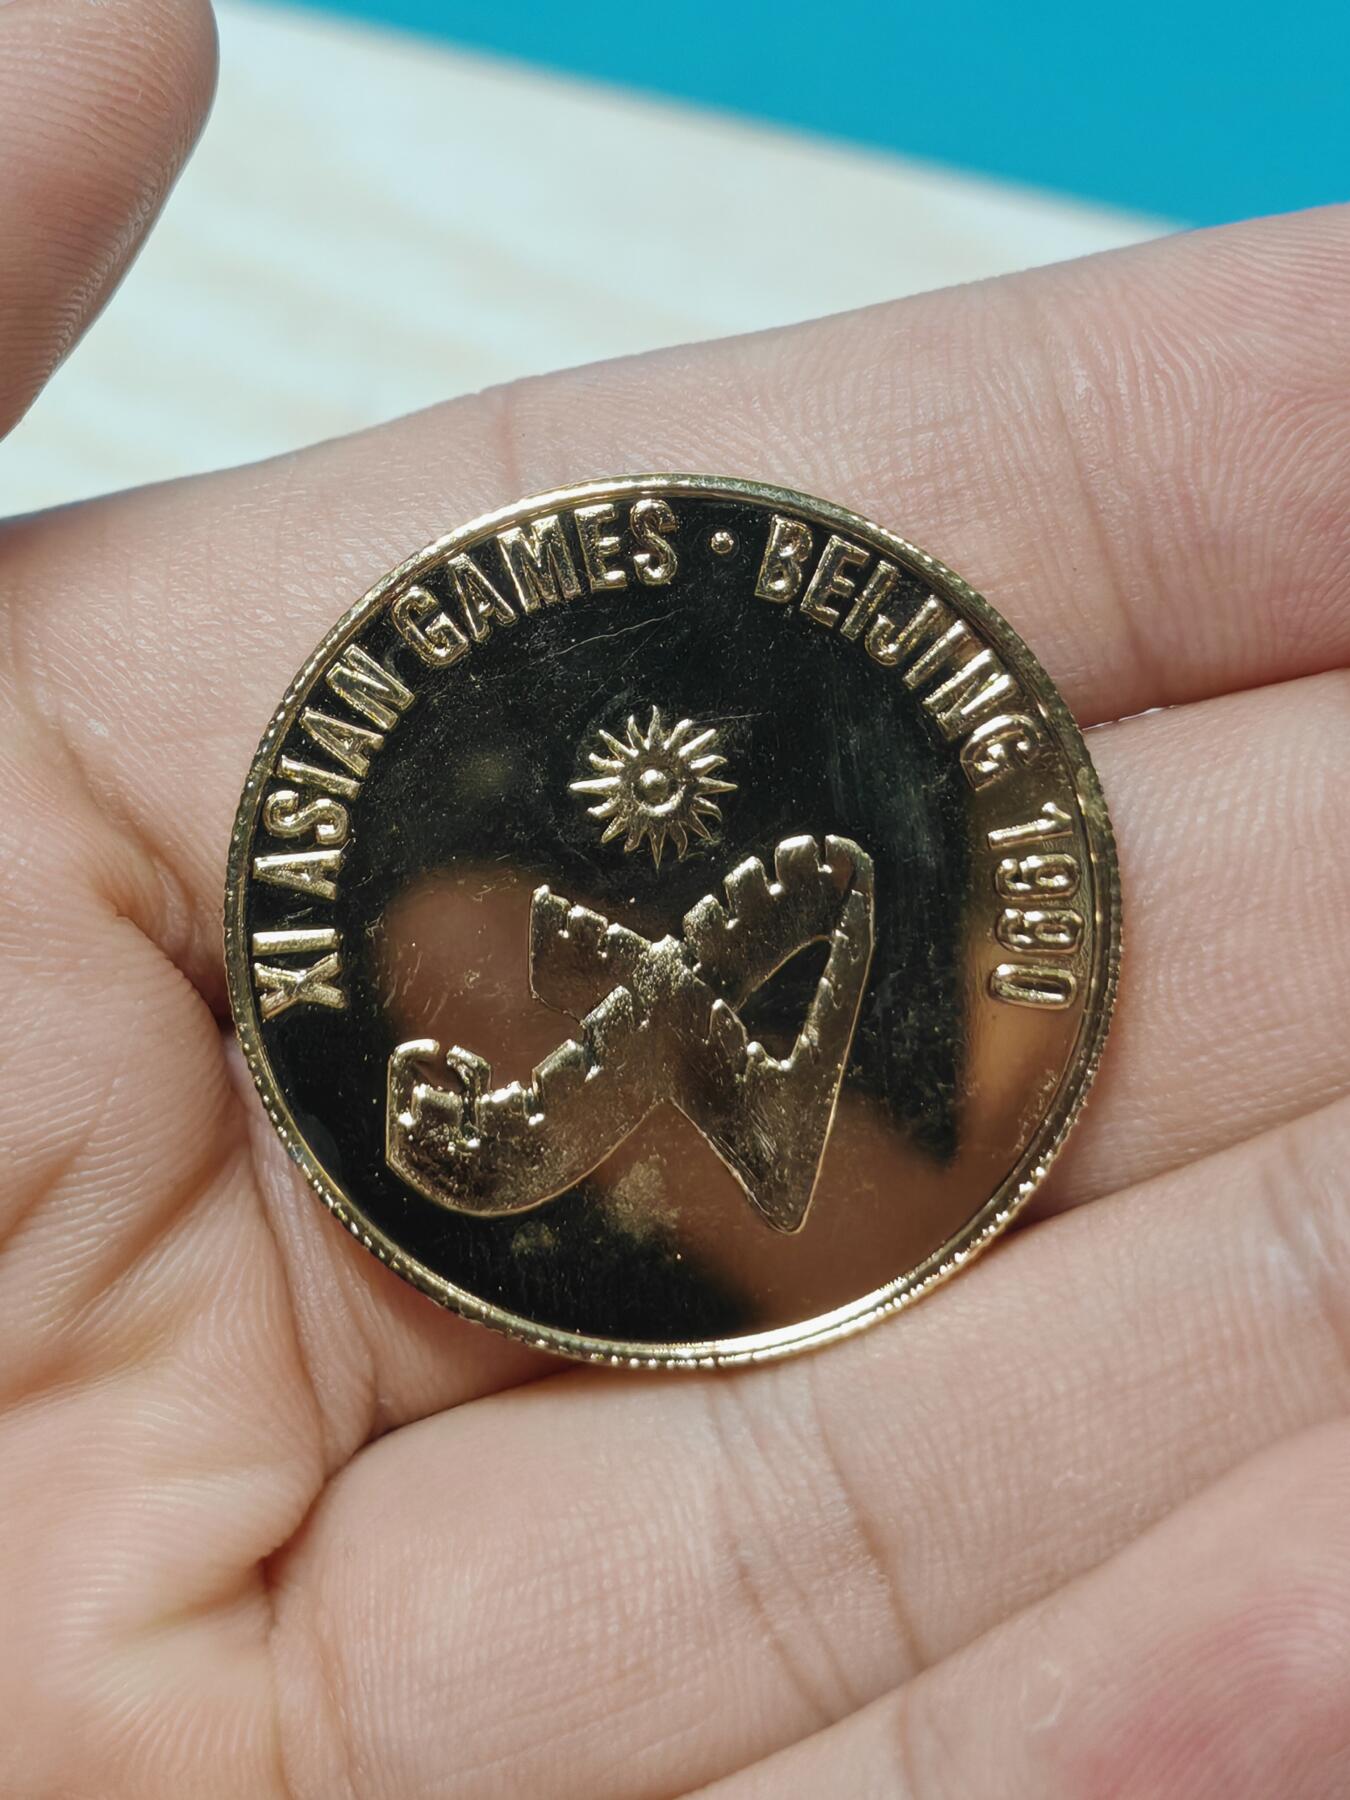 XI ASIAN GAMES · BEIJING 1990